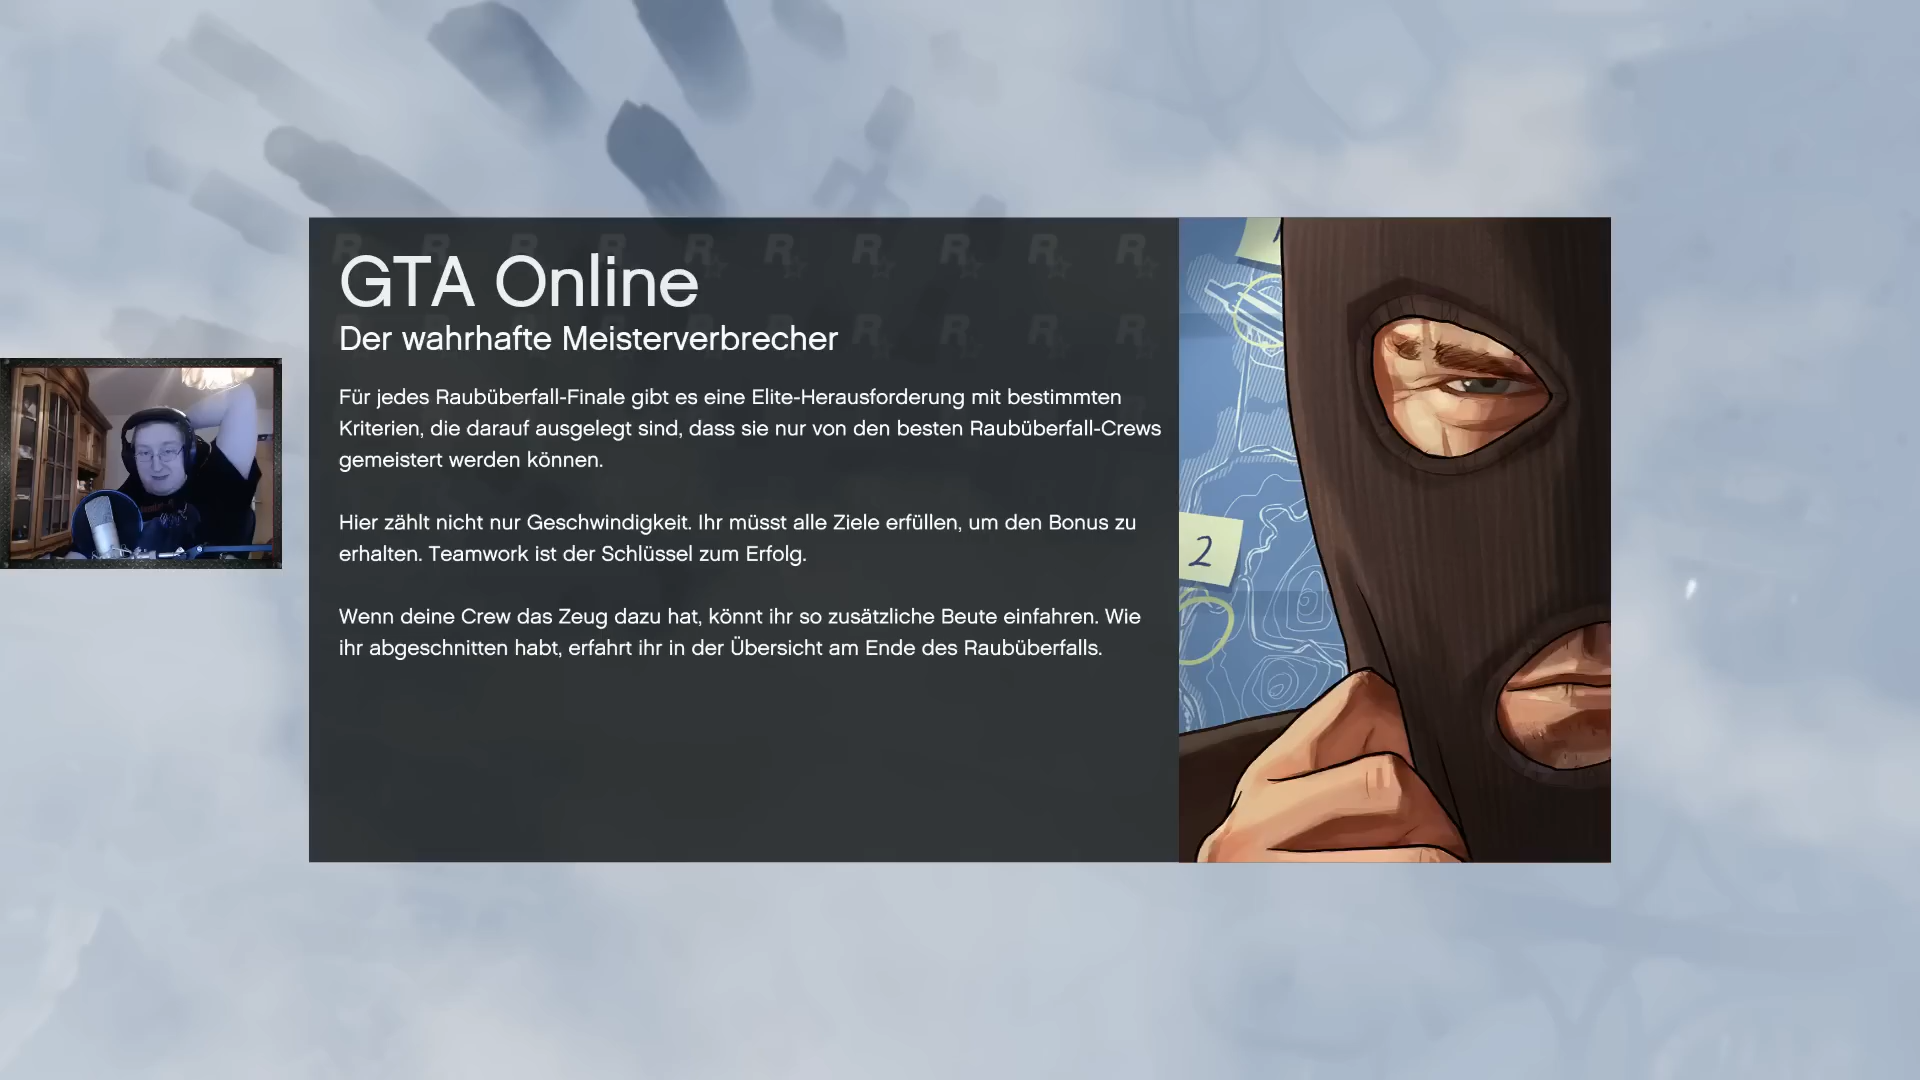 GTA Online
Der wahrhafte Meisterverbrecher
Für jedes Raubüberfall-Finale gibt es eine Elite-Herausforderung mit bestimmten
Kriterien, die darauf ausgelegt sind, dass sie nur von den besten Raubüberfall-Crews
gemeistert werden können.
Hier zählt nicht nur Geschwindigkeit. Ihr müsst alle Ziele erfüllen, um den Bonus zu
erhalten. Teamwork ist der Schlüssel zum Erfolg.
Wenn deine Crew das Zeug dazu hat, könnt ihr so zusätzliche Beute einfahren. Wie
ihr abgeschnitten habt, erfahrt ihr in der Übersicht am Ende des Raubüberfalls.
2